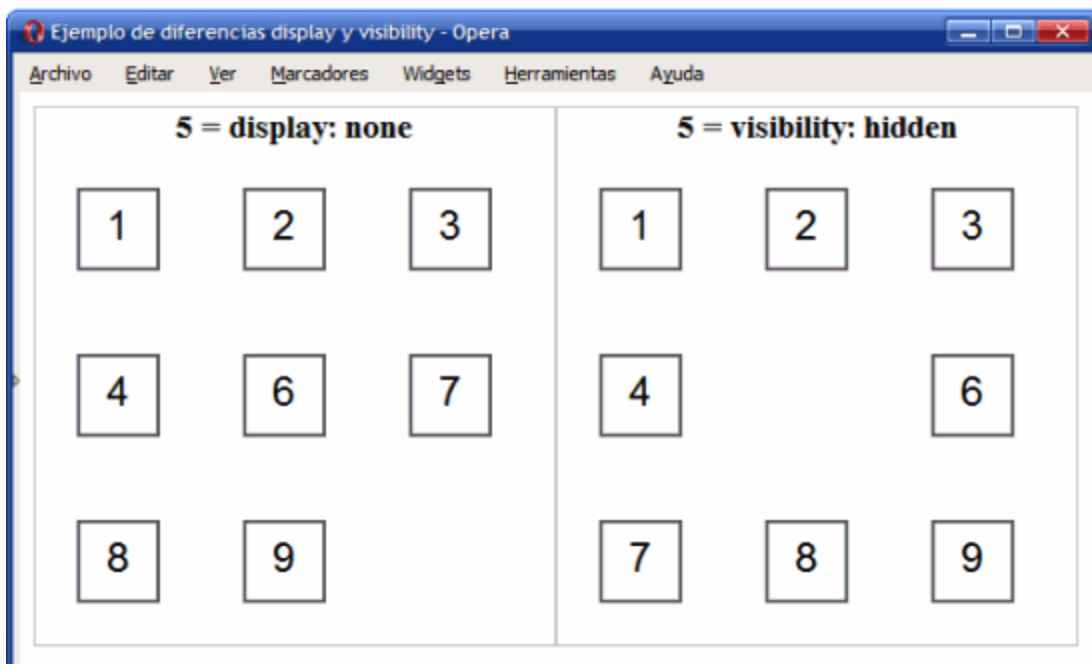 Ejemplo de diferencias display y visibility - Opera
Archivo Editar Ver Marcadores Widgets Herramientas Ayuda
5 = display: none
1 2 3
4 6 7
8 9
5 = visibility: hidden
1 2 3
4 6
7 8 9